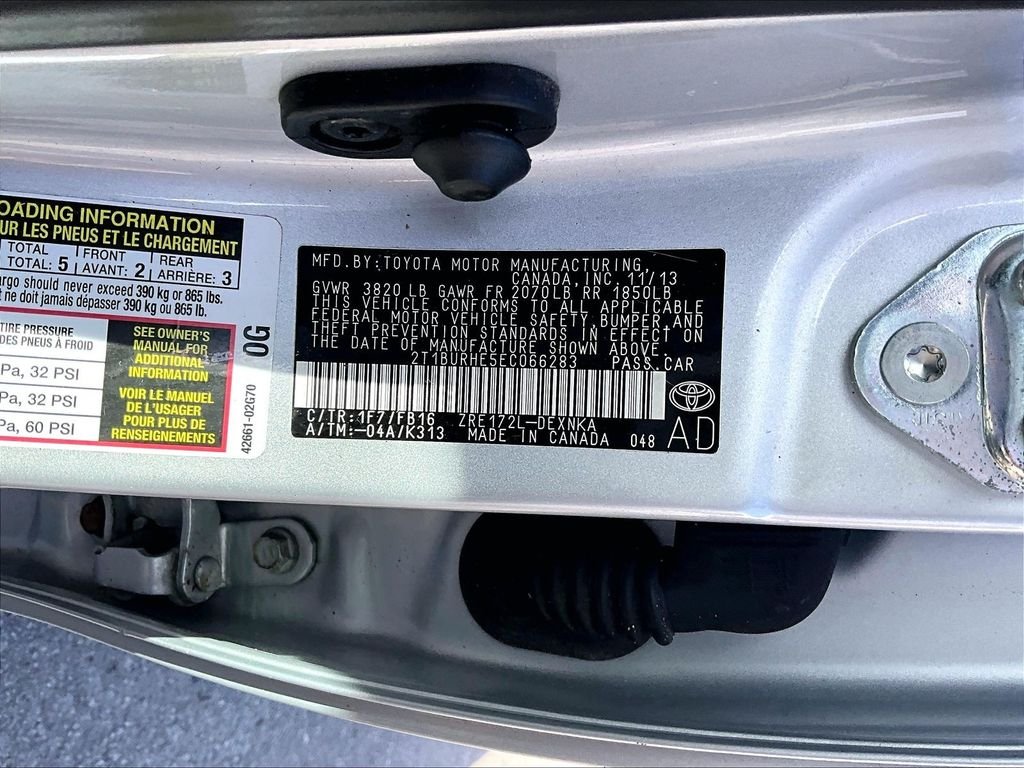 OADING INFORMATION
UR LES PNEUS ET LE CHARGEMENT
TOTAL FRONT REAR
TOTAL: 5 AVANT: 2 ARRIÈRE: 3
argo should never exceed 390 kg or 865 lbs.
t ne doit jamais dépasser 390 kg ou 865 lb.
TIRE PRESSURE
DES PNEUS À FROID
Pa, 32 PSI
Pa, 32 PSI
Pa, 60 PSI
SEE OWNER'S
MANUAL FOR
ADDITIONAL
INFORMATION
VOIR LE MANUEL
DE L'USAGER
POUR PLUS DE
RENSEIGNEMENTS
0G
42661-02G70
MFD.BY:TOYOTA MOTOR MANUFACTURING,
CANADA,INC. 11/13
GVWR 3820 LB GAWR FR 2070LB RR 1850LB
THIS VEHICLE CONFORMS TO ALL APPLICABLE
FEDERAL MOTOR VEHICLE SAFETY, BUMPER, AND
THEFT PREVENTION STANDARDS IN EFFECT ON
THE DATE OF MANUFACTURE SHOWN ABOVE.
2T1BURHE5EC066283 PASS.CAR
C/TR:1F7/FB16 ZRE172L-DEXNKA
A/TM:-04A/K313 MADE IN CANADA 048 AD